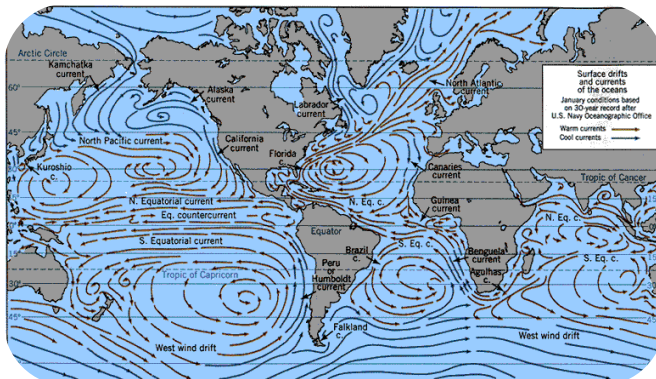 Arctic Circle
Kamchatka
current
60°
Alaska
current
Labrador
current
North Atlantic
current
Surface drifts
and currents
of the oceans
January conditions based
on 30-year record after
U.S. Navy Oceanographic Office
Warm currents
Cool currents
45°
North Pacific current
California
current
Florida
Kuroshio
c.
Canaries
current
Tropic of Cancer
N. Equatorial current
N. Eq. c.
Guinea
current
N. Eq. c.
Eq. countercurrent
S. Equatorial current
Equator
Brazil
c.
S. Eq. c.
Benguela
current
Agulhas
c.
S. Eq. c.
Tropic of Capricorn
Peru
or
Humboldt
current
45°
Falkland
c.
West wind drift
West wind drift